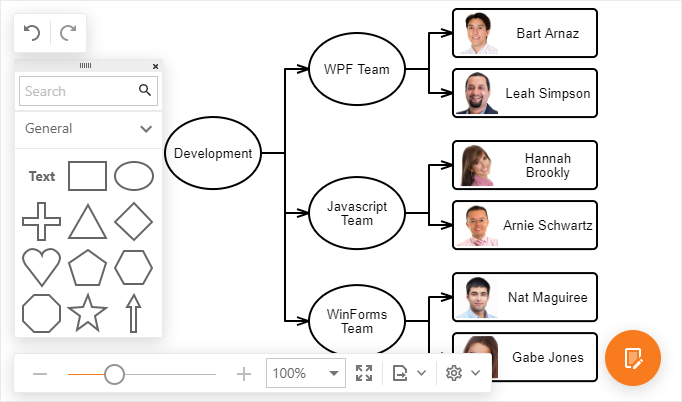 Search
General
Text
Development
WPF Team
Javascript
Team
WinForms
Team
Bart Arnaz
Leah Simpson
Hannah
Brookly
Arnie Schwartz
Nat Maguiree
Gabe Jones
100%